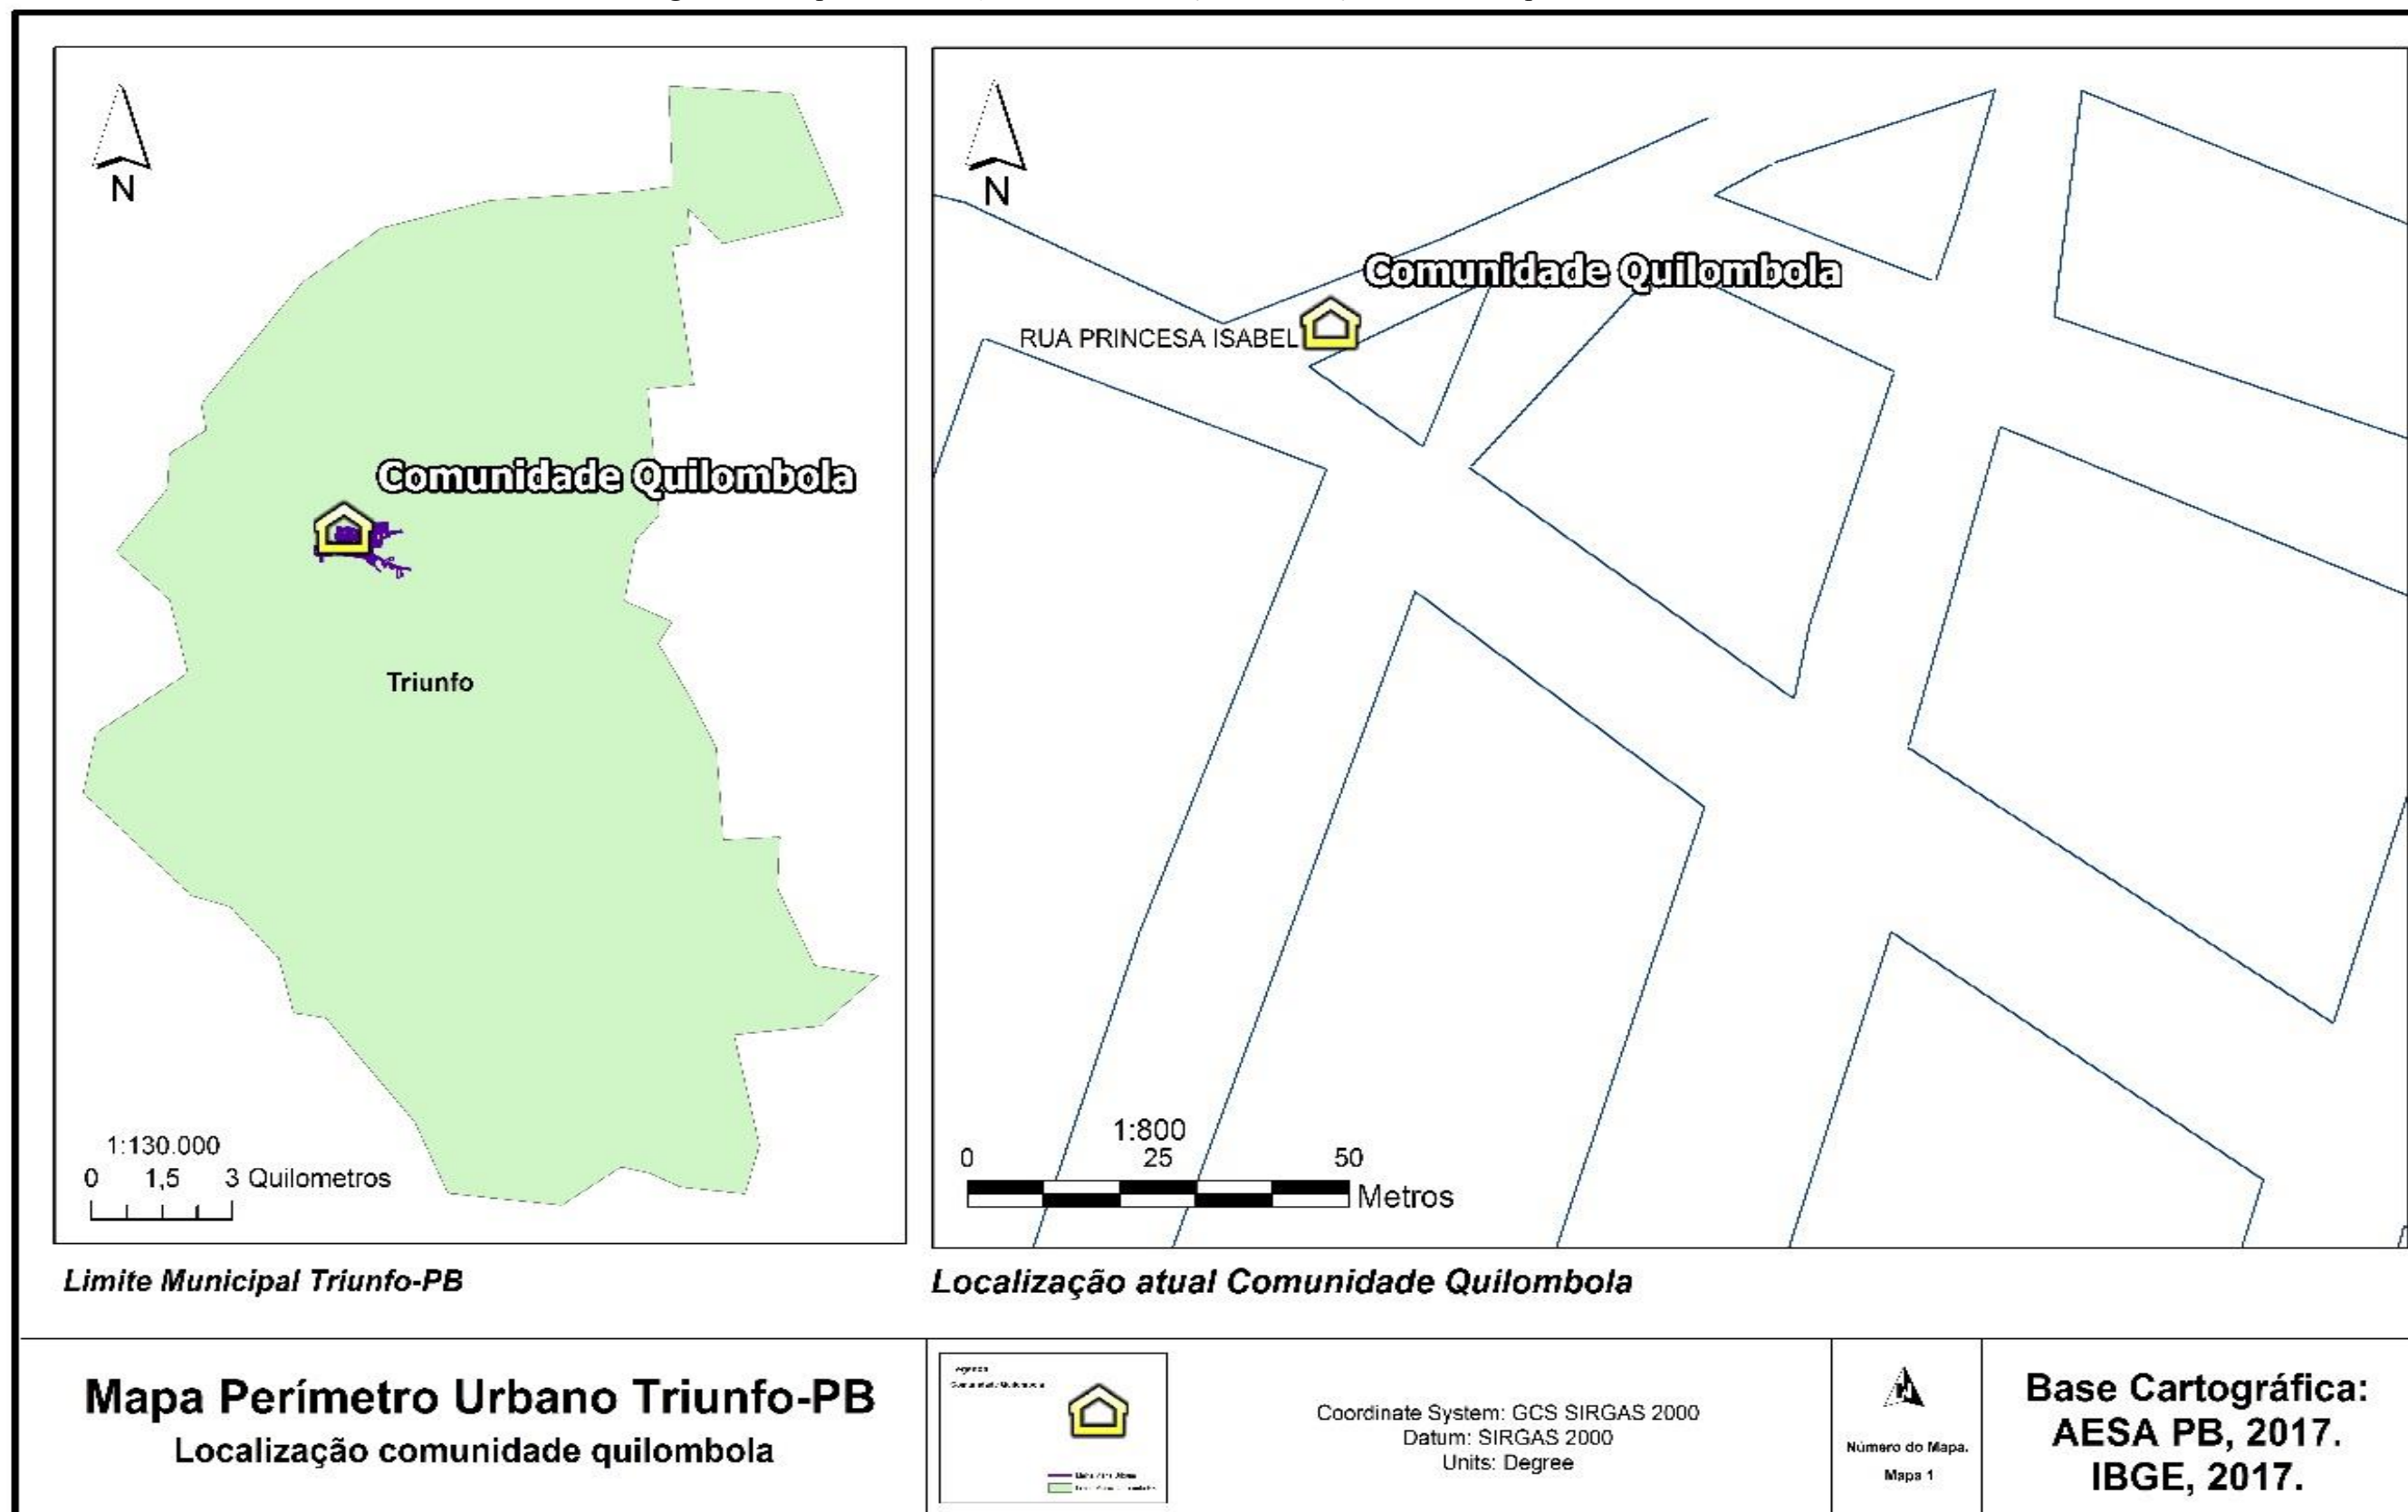 N
Comunidade Quilombola
Triunfo
1:130.000
0 1,5 3 Quilometros
Limite Municipal Triunfo-PB
N
Comunidade Quilombola
RUA PRINCESA ISABEL
1:800
0 25 50
Metros
Localização atual Comunidade Quilombola
Mapa Perímetro Urbano Triunfo-PB
Localização comunidade quilombola
Comunidade Quilombola
Coordinate System: GCS SIRGAS 2000
Datum: SIRGAS 2000
Units: Degree
N
Número do Mapa.
Mapa 1
Base Cartográfica:
AESA PB, 2017.
IBGE, 2017.